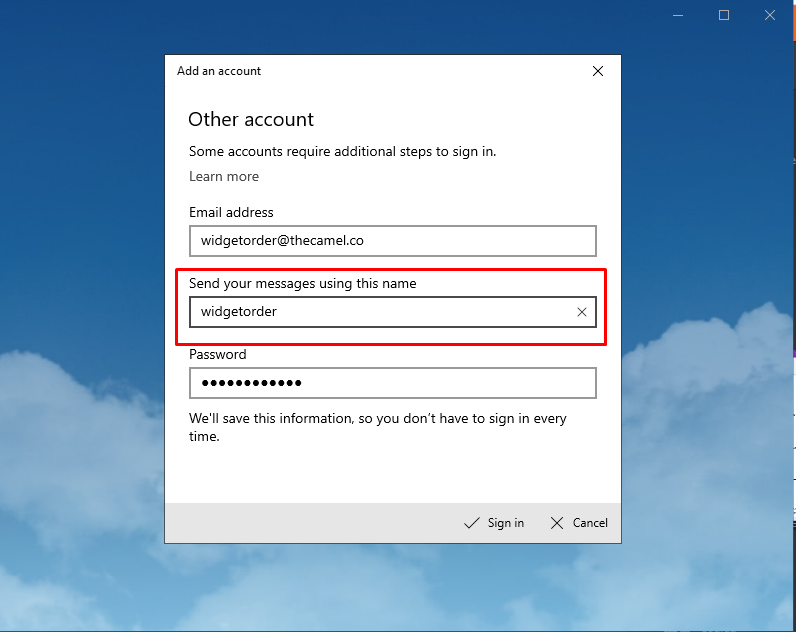 Add an account
Other account
Some accounts require additional steps to sign in.
Learn more
Email address
widgetorder@thecamel.co
Send your messages using this name
widgetorder
Password
●●●●●●●●●●●●
We'll save this information, so you don't have to sign in every
time.
Sign in
Cancel